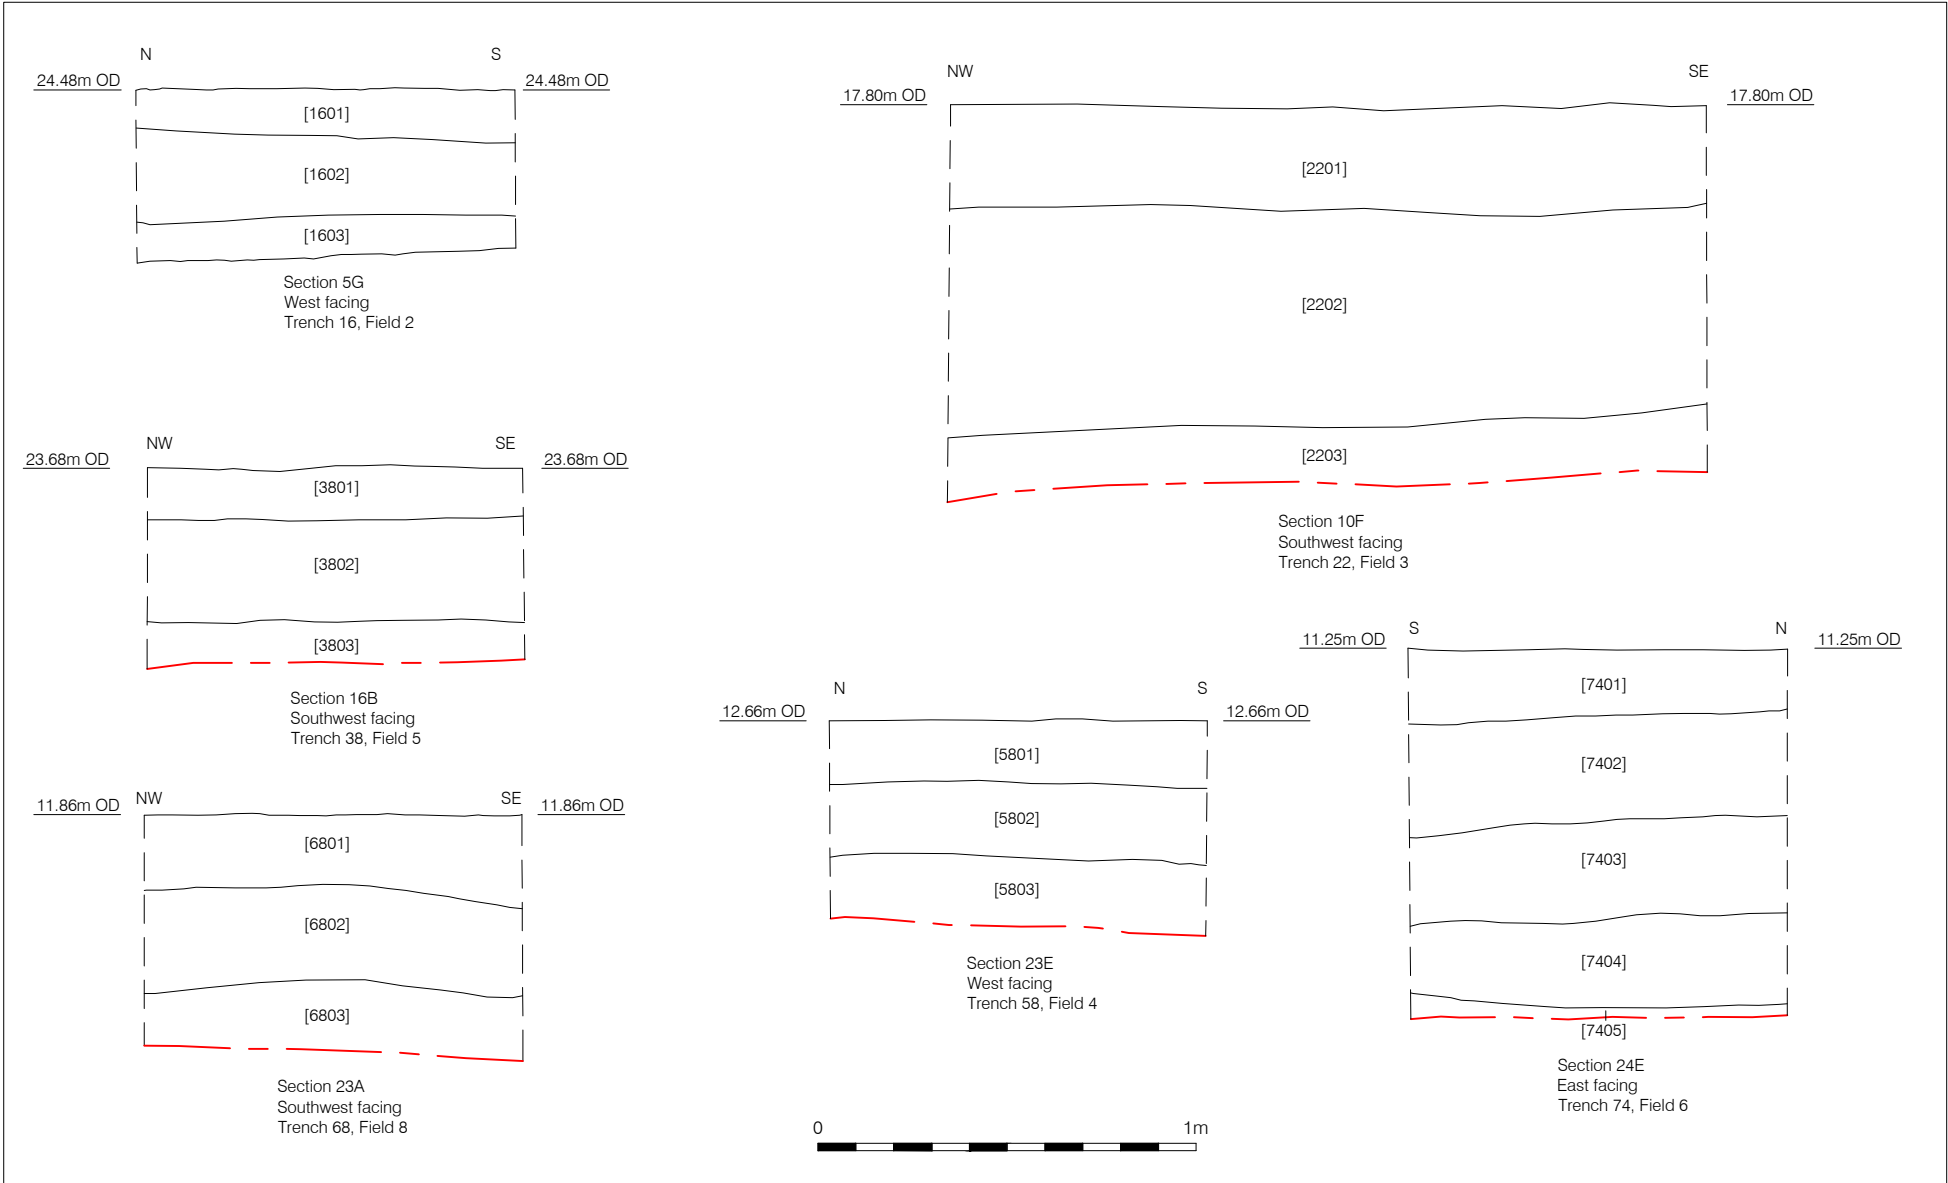 N S
24.48m OD 24.48m OD
[1601]
[1602]
[1603]
Section 5G
West facing
Trench 16, Field 2
NW SE
17.80m OD 17.80m OD
[2201]
[2202]
[2203]
Section 10F
Southwest facing
Trench 22, Field 3
NW SE
23.68m OD 23.68m OD
[3801]
[3802]
[3803]
Section 16B
Southwest facing
Trench 38, Field 5
N S
12.66m OD 12.66m OD
[5801]
[5802]
[5803]
Section 23E
West facing
Trench 58, Field 4
S N
11.25m OD 11.25m OD
[7401]
[7402]
[7403]
[7404]
[7405]
Section 24E
East facing
Trench 74, Field 6
NW SE
11.86m OD 11.86m OD
[6801]
[6802]
[6803]
Section 23A
Southwest facing
Trench 68, Field 8
0 1m